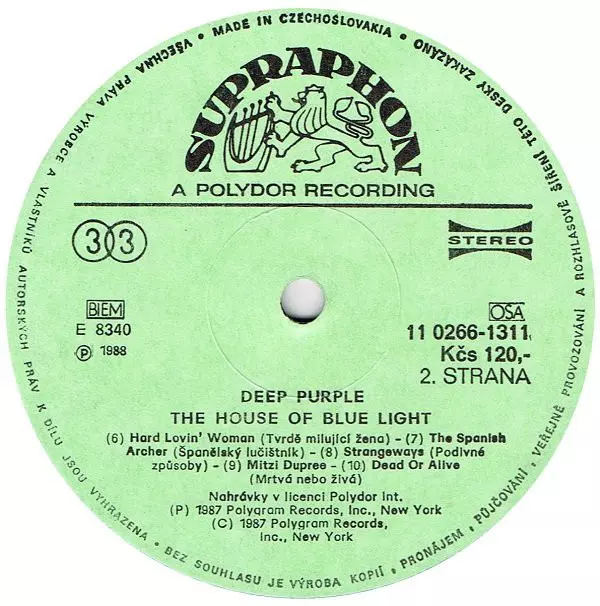 MADE IN CZECHOSLOVAKIA
VŠECHNA PRÁVA VÝROBCE A VLASTNÍKŮ AUTORSKÝCH PRÁV K DÍLU JSOU VYHRAZENA • BEZ SOUHLASU JE VÝROBA KOPIÍ, PRONÁJEM, PŮJČOVÁNÍ, VEŘEJNÉ PROVOZOVÁNÍ A ROZHLASOVÉ ŠÍŘENÍ TÉTO DESKY ZAKÁZÁNO
SUPRAPHON
A POLYDOR RECORDING
33
STEREO
BIEM
E 8340
Ⓟ 1988
OSA
11 0266-1311
Kčs 120,-
2. STRANA
DEEP PURPLE
THE HOUSE OF BLUE LIGHT
(6) Hard Lovin' Woman (Tvrdě milující žena) – (7) The Spanish
Archer (Španělský lučištník) – (8) Strangeways (Podivné
způsoby) – (9) Mitzi Dupree – (10) Dead Or Alive
(Mrtvá nebo živá)
Nahrávky v licenci Polydor Int.
(P) 1987 Polygram Records, Inc., New York
(C) 1987 Polygram Records,
Inc., New York